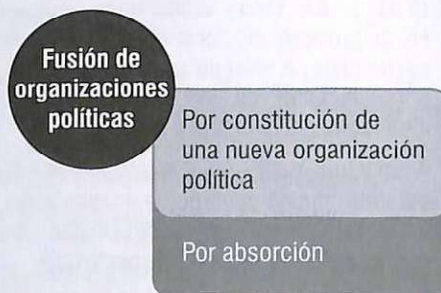 Fusión de
organizaciones
políticas
Por constitución de
una nueva organización
política
Por absorción